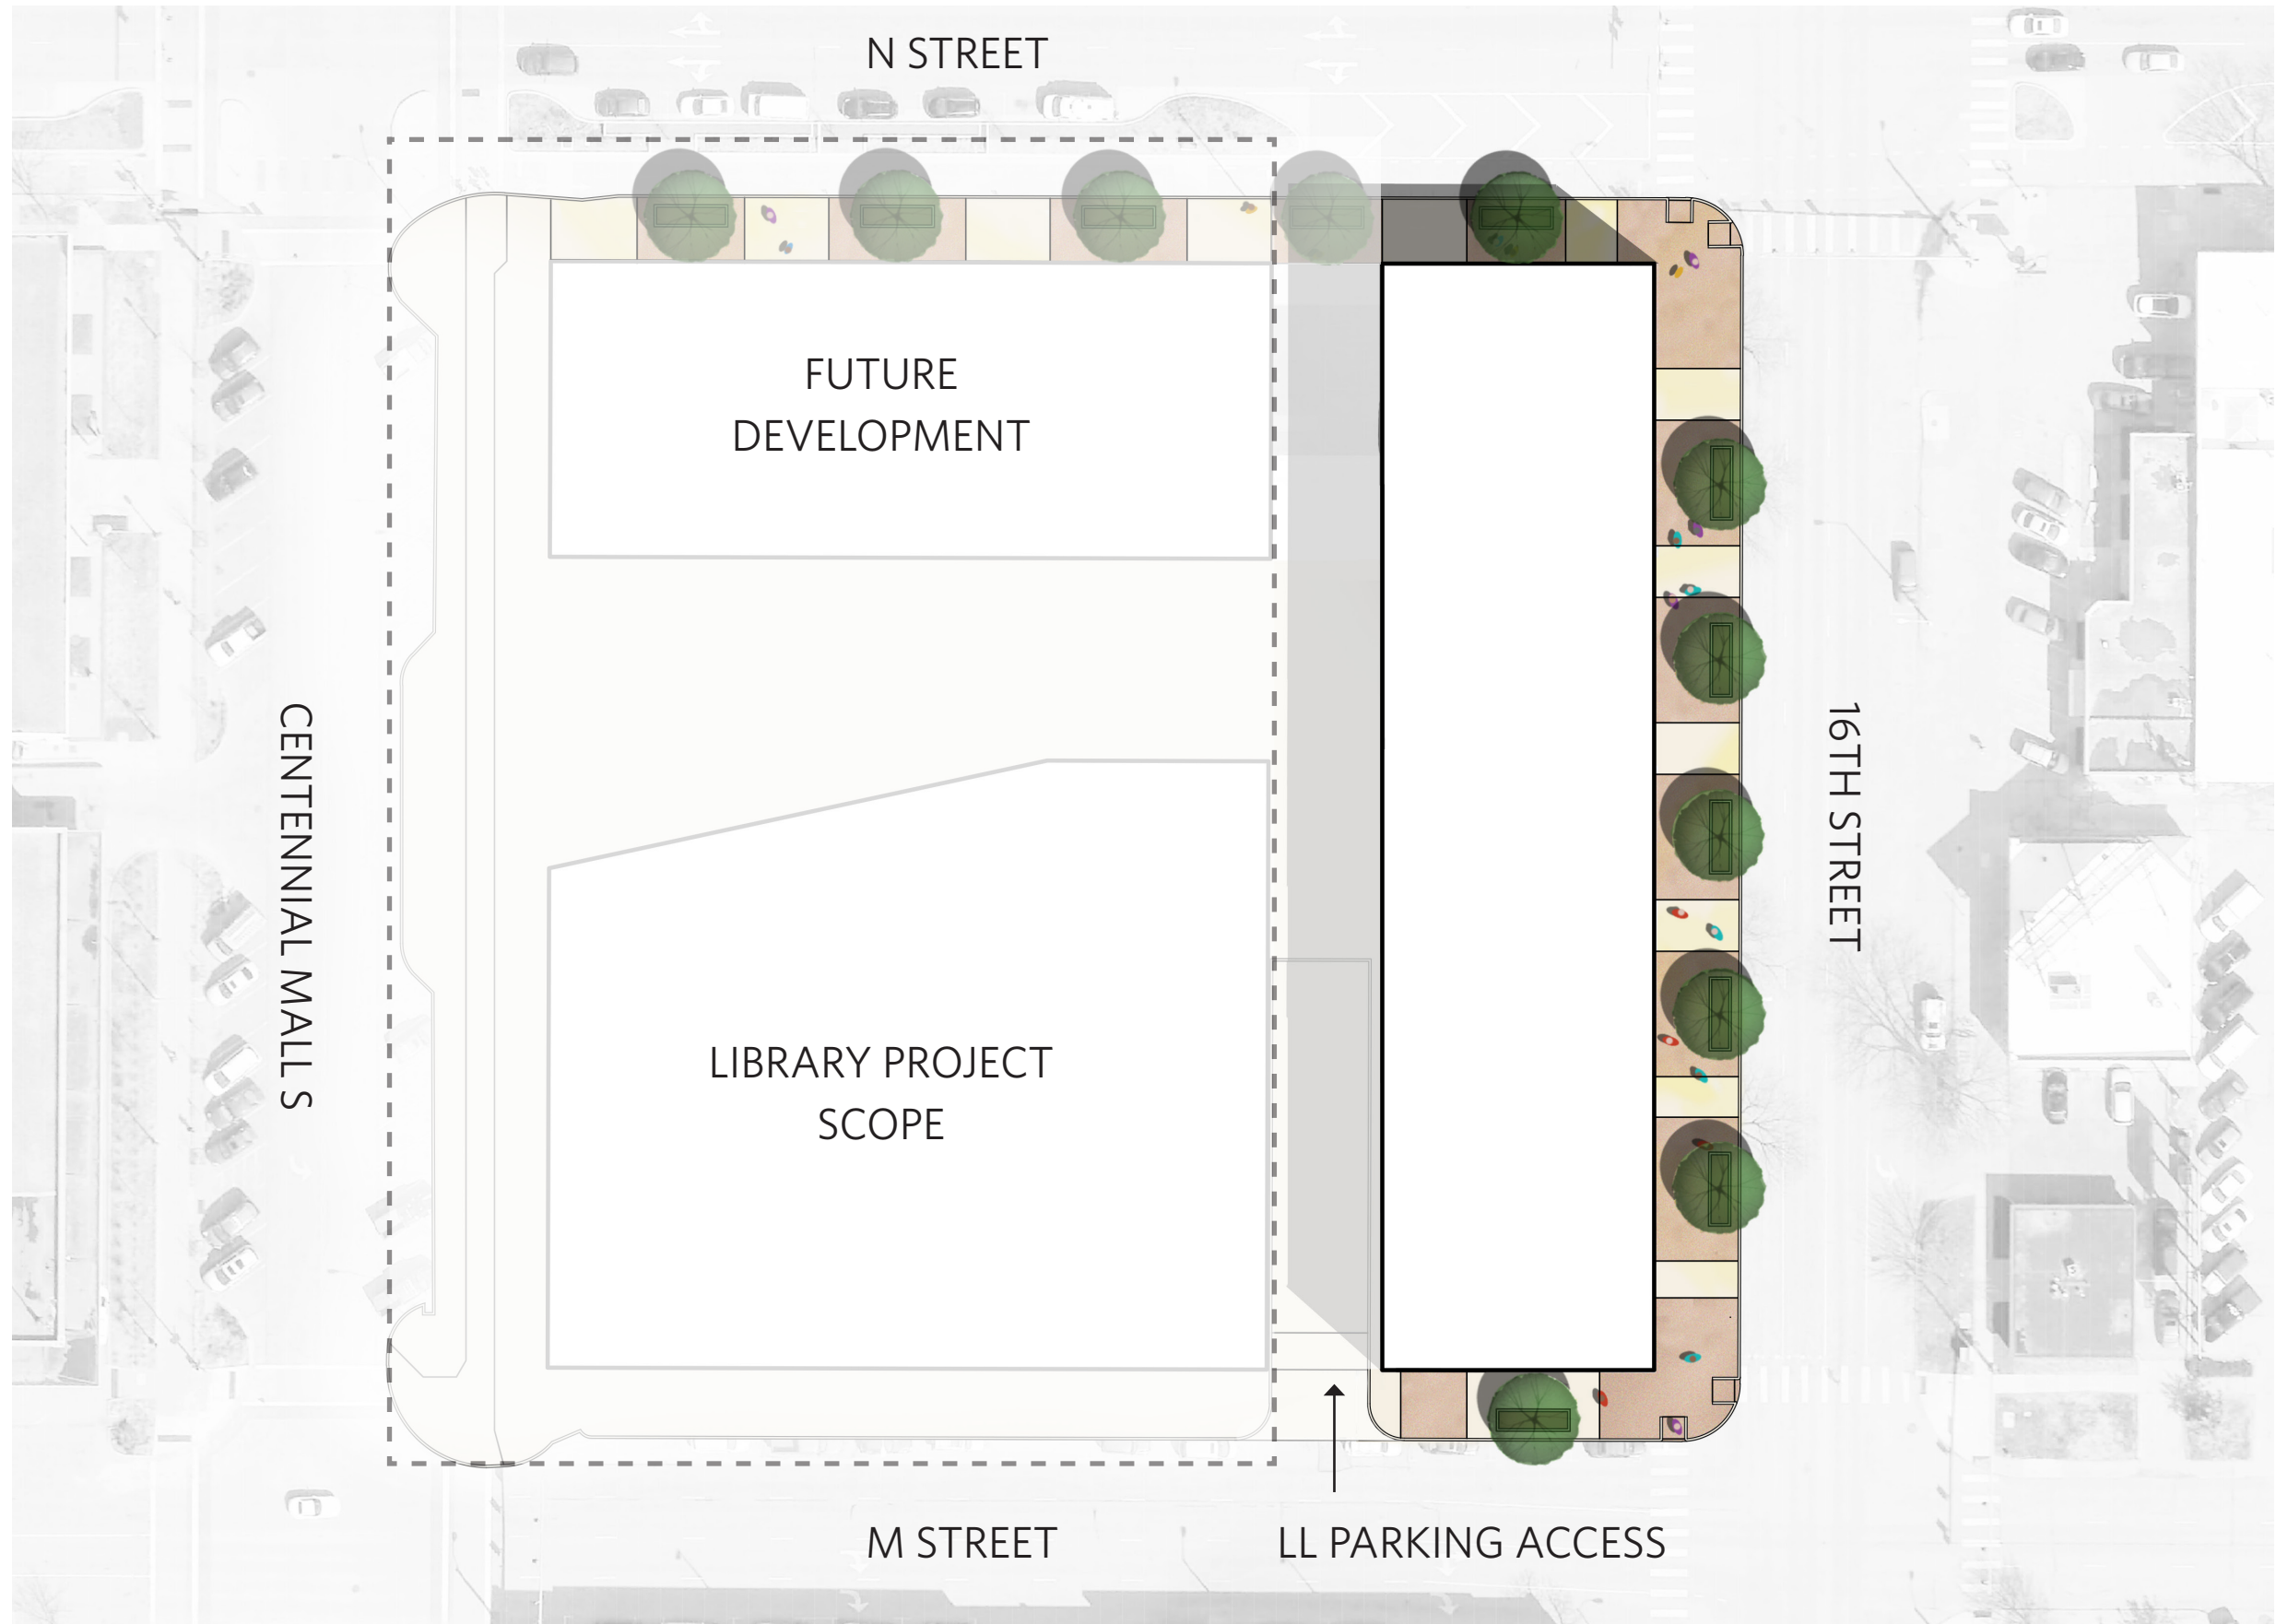 N STREET
FUTURE
DEVELOPMENT
CENTENNIAL MALL S
16TH STREET
LIBRARY PROJECT
SCOPE
M STREET
LL PARKING ACCESS